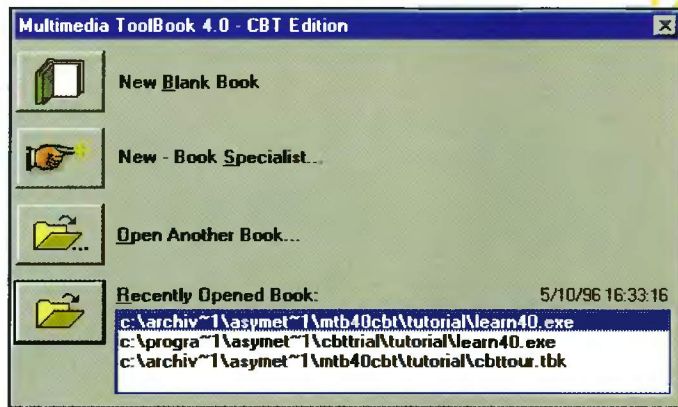 Multimedia ToolBook 4.0 - CBT Edition
New Blank Book
New - Book Specialist...
Open Another Book...
Recently Opened Book: 5/10/96 16:33:16
c:\archiv~1\asymet~1\mtb40cbt\tutorial\learn40.exe
c:\progra~1\asymet~1\cbttrial\tutorial\learn40.exe
c:\archiv~1\asymet~1\mtb40cbt\tutorial\cbttour.tbk